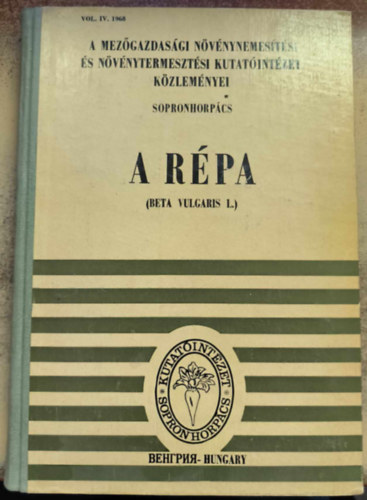 VOL. IV. 1968
A MEZŐGAZDASÁGI NÖVÉNYNEMESÍTÉSI
ÉS NÖVÉNYTERMESZTÉSI KUTATÓINTÉZET
KÖZLEMÉNYEI
SOPRONHORPÁCS
A RÉPA
(BETA VULGARIS L.)
KUTATÓINTÉZET
SOPRONHORPÁCS
ВЕНГРИЯ- HUNGARY